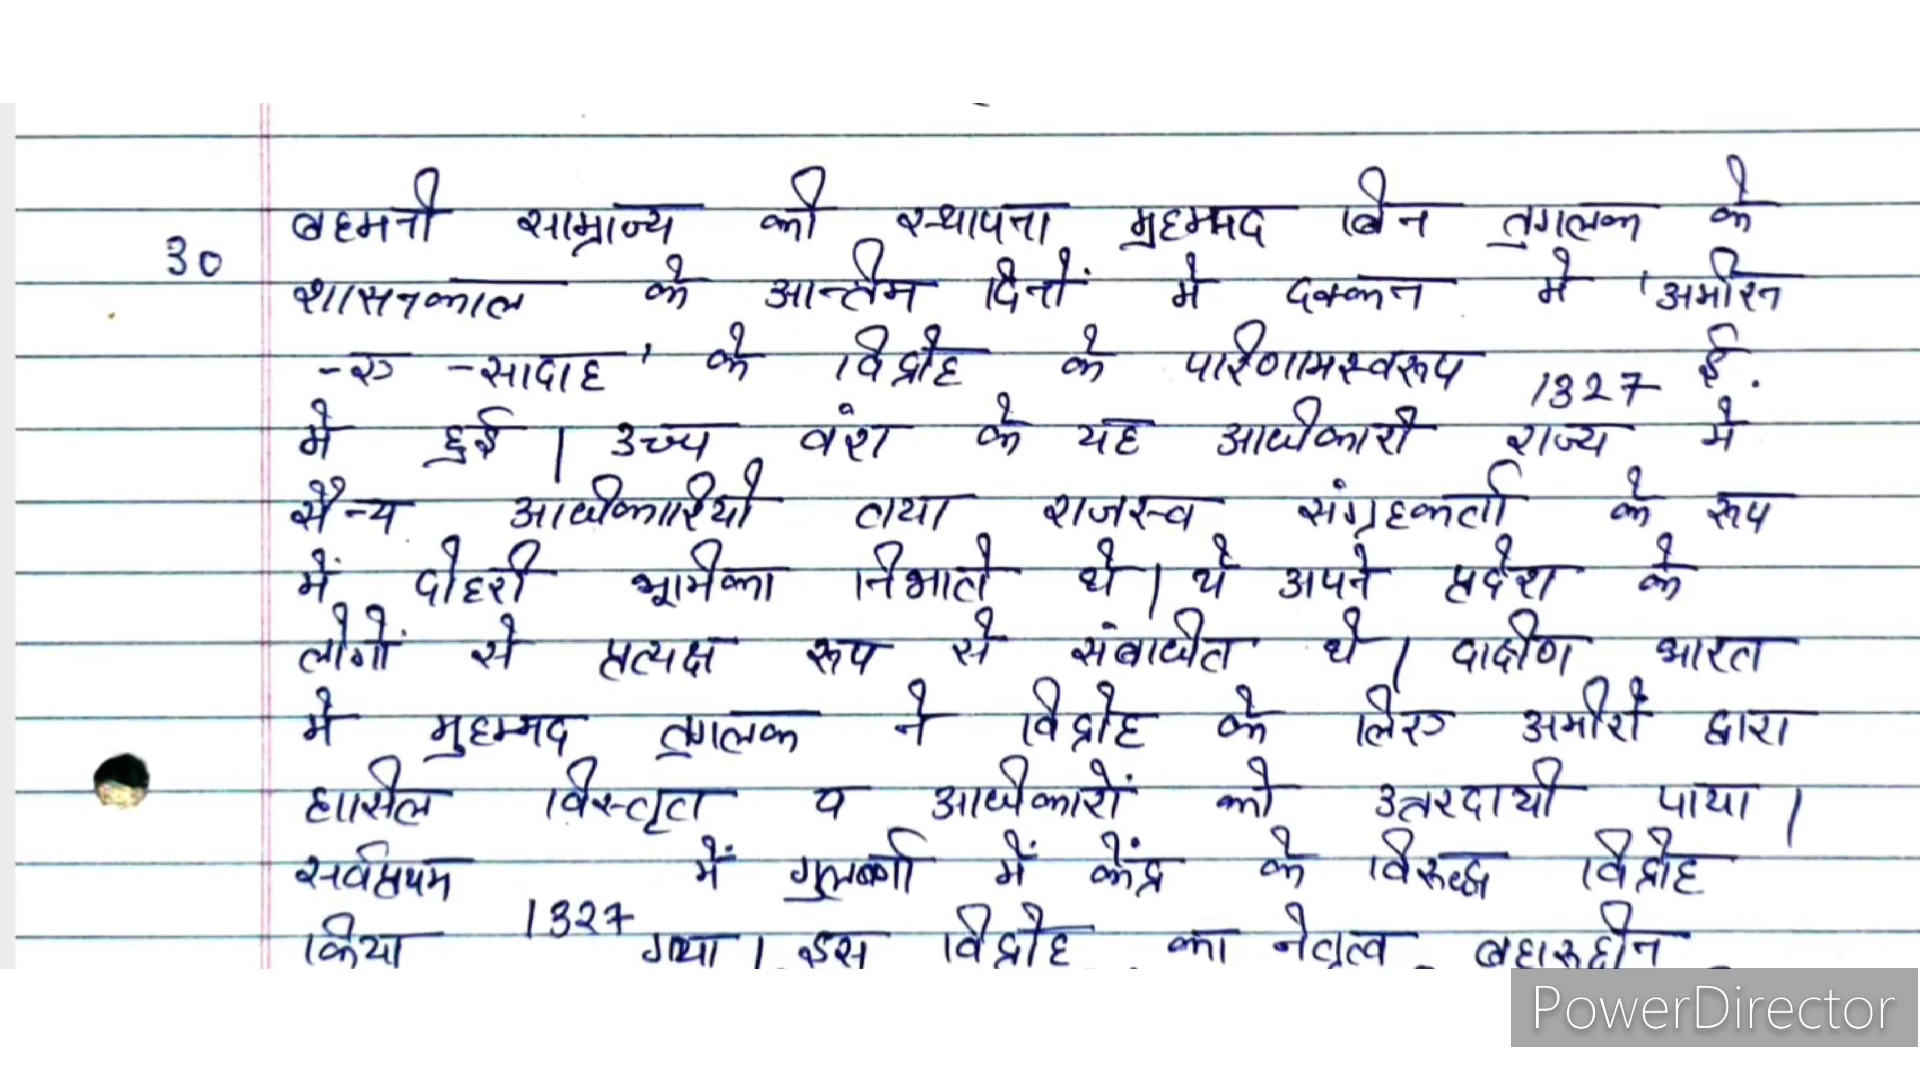 बहमनी साम्राज्य की स्थापना मुहम्मद बिन तुगलक के
30
शासनकाल के अन्तिम दिनों में दक्कन में 'अमीरन
-ए -सादाह' के विद्रोह के परिणामस्वरूप 1327 ई.
मे हुई। उच्च वंश के यह अधिकारी राज्य मे
सैन्य अधिकारियों तथा राजस्व संग्रहकर्ता के रूप
में दोहरी भूमिका निभाते थे। ये अपने प्रदेश के
लोगों से प्रत्यक्ष रूप से संबंधित थे। दक्षिण भारत
मे मुहम्मद तुगलक ने विद्रोह के लिए अमीरों द्वारा
हासिल विस्तृत व अधिकारों को उत्तरदायी पाया।
सर्वप्रथम में गुलबर्गा में केंद्र के विरूद्ध विद्रोह
किया 1327 गया। इस विद्रोह का नेतृत्व बहारुद्दीन
PowerDirector